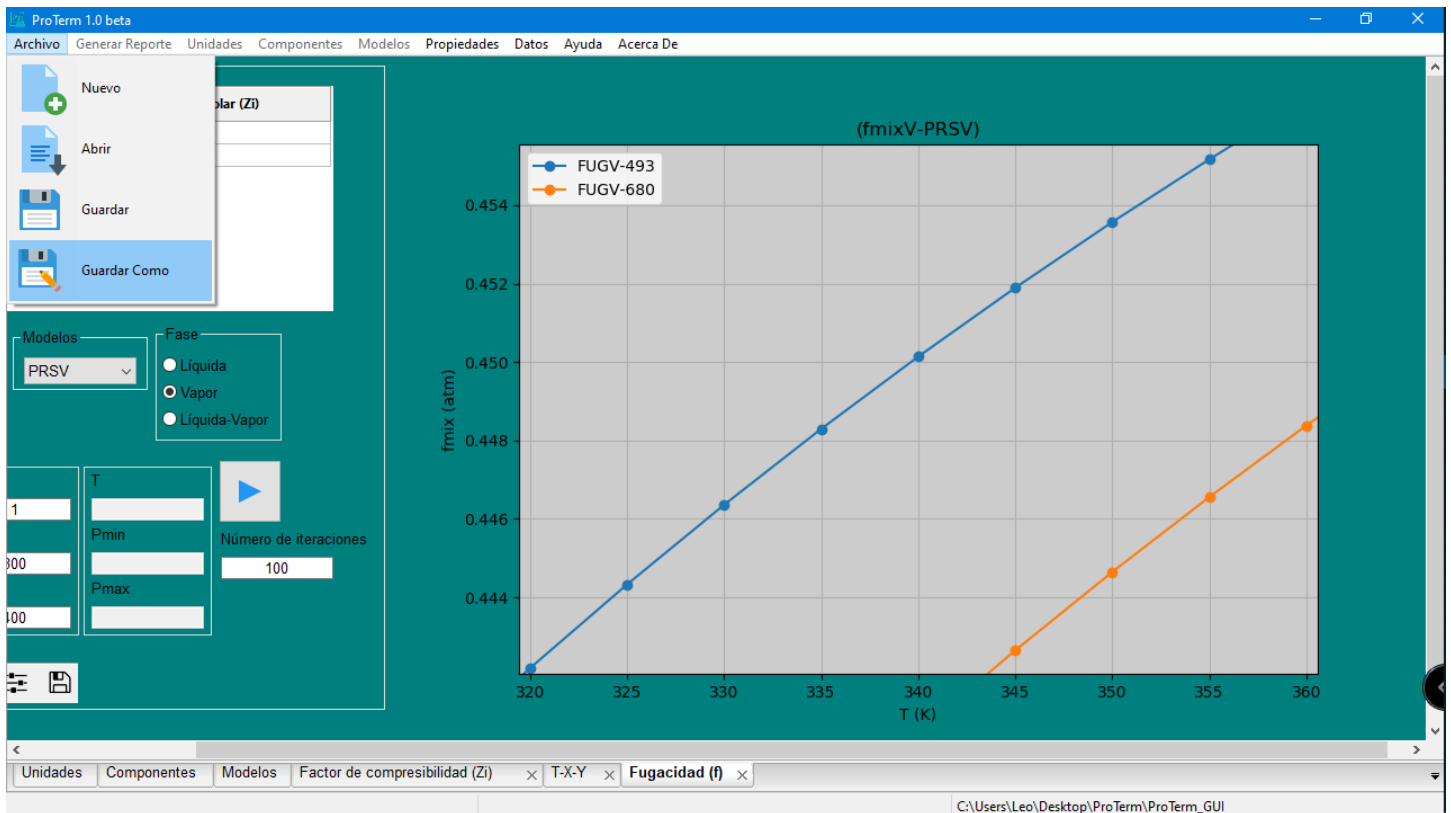 ProTerm 1.0 beta
Archivo Generar Reporte Unidades Componentes Modelos Propiedades Datos Ayuda Acerca De
Nuevo
Abrir
Guardar
Guardar Como
olar (Zi)
Modelos
PRSV
Fase
Líquida
Vapor
Líquida-Vapor
1
300
400
T
Pmin
Pmax
Número de iteraciones
100
(fmixV-PRSV)
FUGV-493
FUGV-680
0.454
0.452
0.450
0.448
0.446
0.444
fmix (atm)
320 325 330 335 340 345 350 355 360
T (K)
Unidades Componentes Modelos Factor de compresibilidad (Zi) T-X-Y Fugacidad (f)
C:\Users\Leo\Desktop\ProTerm\ProTerm_GUI